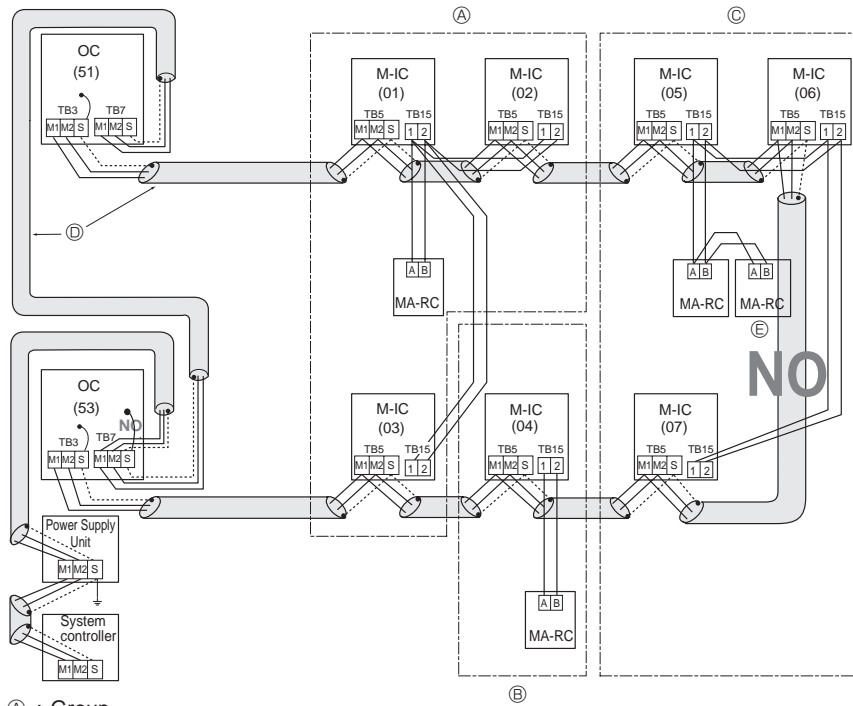 Ⓐ Ⓒ
OC
(51)
TB3 TB7
M1 M2 S M1 M2 S
M-IC
(01)
TB5 TB15
M1 M2 S 1 2
M-IC
(02)
TB5 TB15
M1 M2 S 1 2
M-IC
(05)
TB5 TB15
M1 M2 S 1 2
M-IC
(06)
TB5 TB15
M1 M2 S 1 2
Ⓓ
A B
MA-RC
A B
MA-RC
A B
MA-RC
Ⓔ
NO
OC
(53)
NO
TB3 TB7
M1 M2 S M1 M2 S
M-IC
(03)
TB5 TB15
M1 M2 S 1 2
M-IC
(04)
TB5 TB15
M1 M2 S 1 2
M-IC
(07)
TB5 TB15
M1 M2 S 1 2
Power Supply
Unit
M1 M2 S
System
controller
M1 M2 S
A B
MA-RC
Ⓑ
Ⓐ : Group